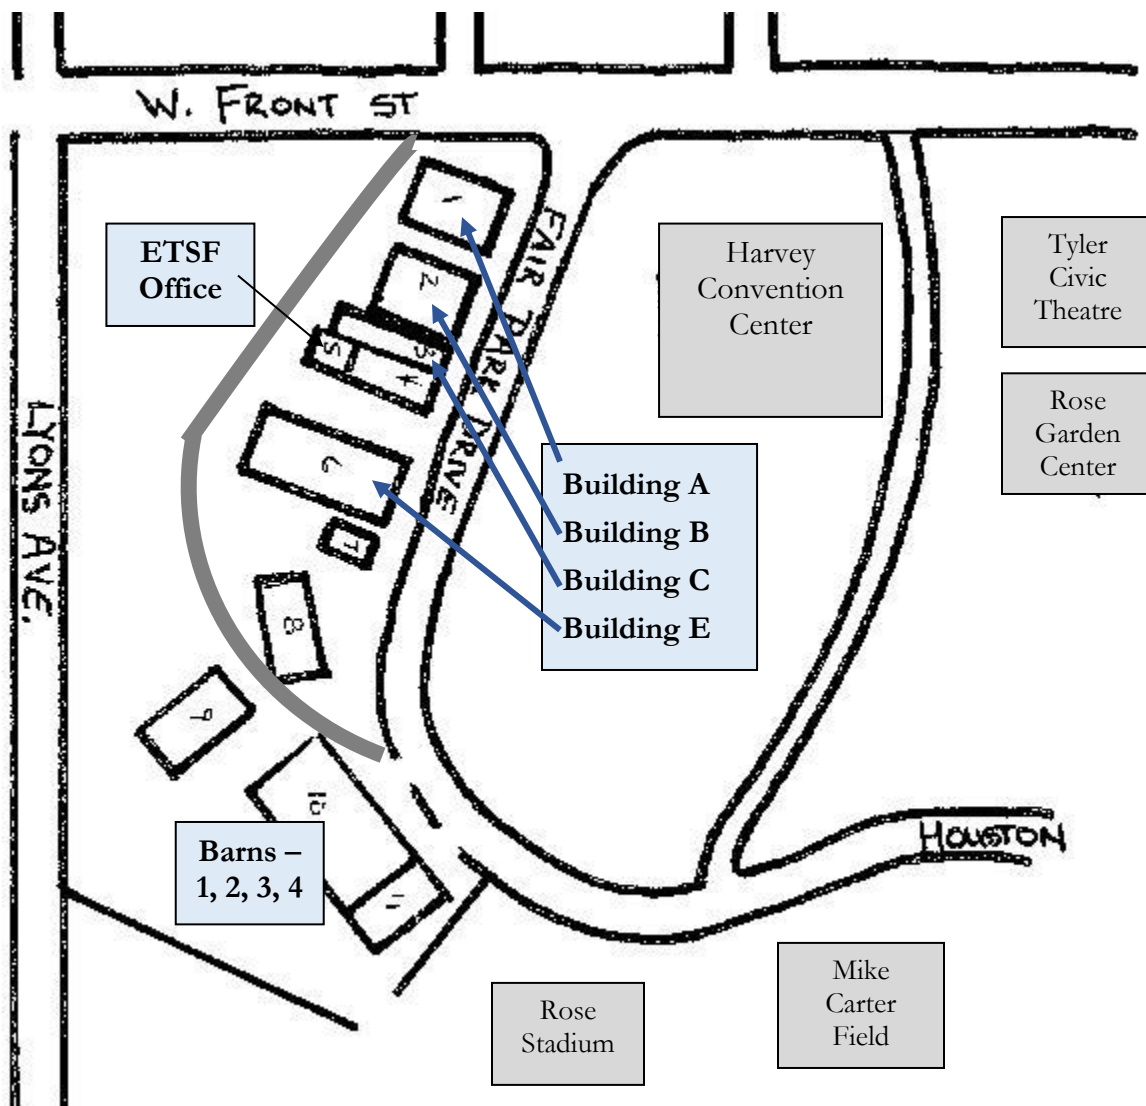 W. FRONT ST
1
ETSF
Office
Harvey
Convention
Center
Tyler
Civic
Theatre
FAIR PARK DRIVE
2
3
5
4
Rose
Garden
Center
LYONS AVE.
6
Building A
Building B
Building C
Building E
7
8
9
10
HOUSTON
Barns –
1, 2, 3, 4
11
Mike
Carter
Field
Rose
Stadium